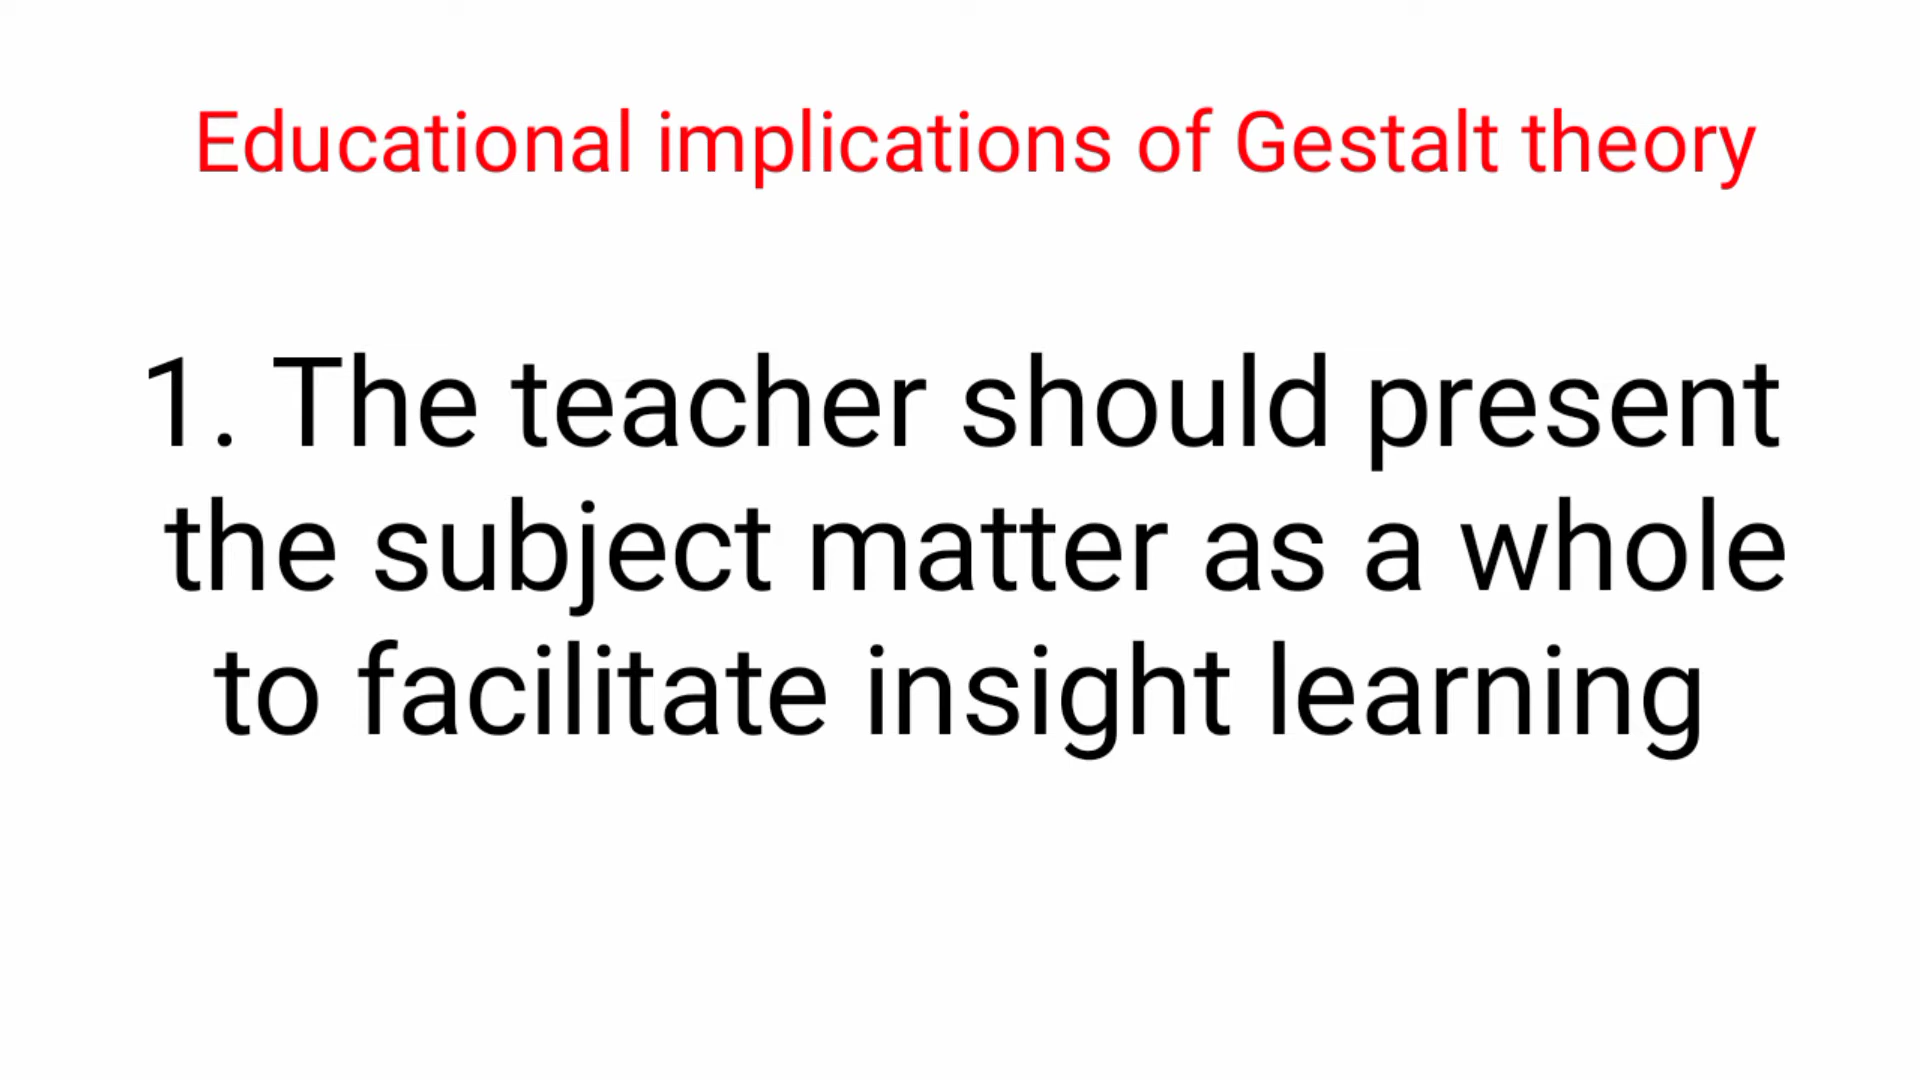 Educational implications of Gestalt theory
1. The teacher should present
the subject matter as a whole
to facilitate insight learning